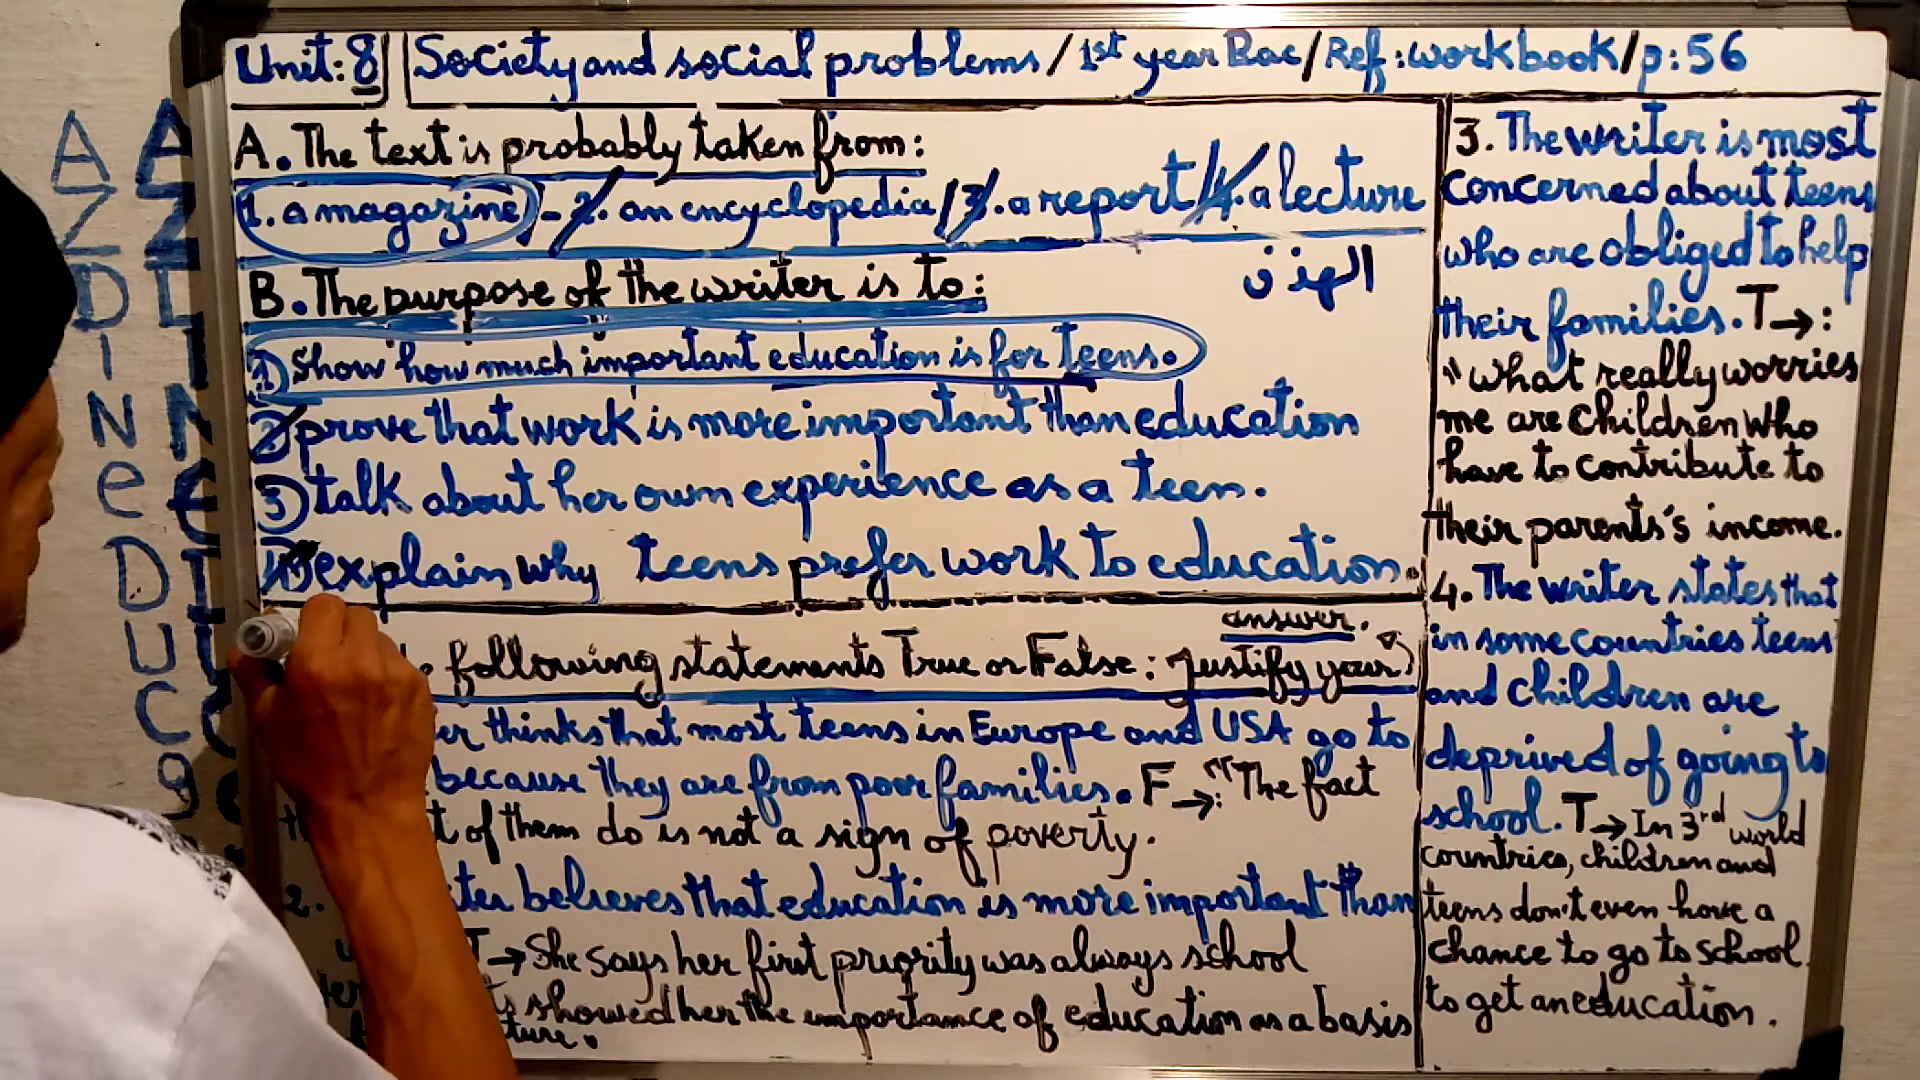 Unit: 8 Society and social problems / 1st year Bac / Ref: workbook / p: 56
A. The text is probably taken from:
1. a magazine - 2. an encyclopedia / 3. a report / 4. a lecture
B. The purpose of the writer is to:
الهدف
1) Show how much important education is for teens.
2) prove that work is more important than education
3) talk about her own experience as a teen.
4) explain why teens prefer work to education.
answer.
following statements True or False: justify your
thinks that most teens in Europe and USA go to
because they are from poor families. F → : "The fact
of them do is not a sign of poverty.
2. believes that education is more important than
T → She says her first priority was always school
showed her the importance of education as a basis
3. The writer is most
concerned about teens
who are obliged to help
their families. T → :
"what really worries
me are children who
have to contribute to
their parents's income.
4. The writer states that
in some countries teens
and children are
deprived of going to
school. T → In 3rd world
countries, children and
teens don't even have a
chance to go to school
to get an education.
A
Z
D
I
N
e
D
U
C
A
Z